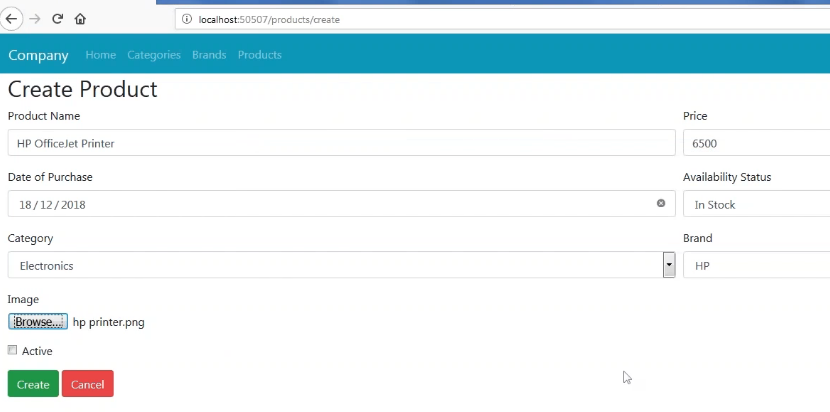 localhost:50507/products/create
Company Home Categories Brands Products
Create Product
Product Name Price
HP OfficeJet Printer 6500
Date of Purchase Availability Status
18 / 12 / 2018 In Stock
Category Brand
Electronics HP
Image
Browse... hp printer.png
Active
Create Cancel